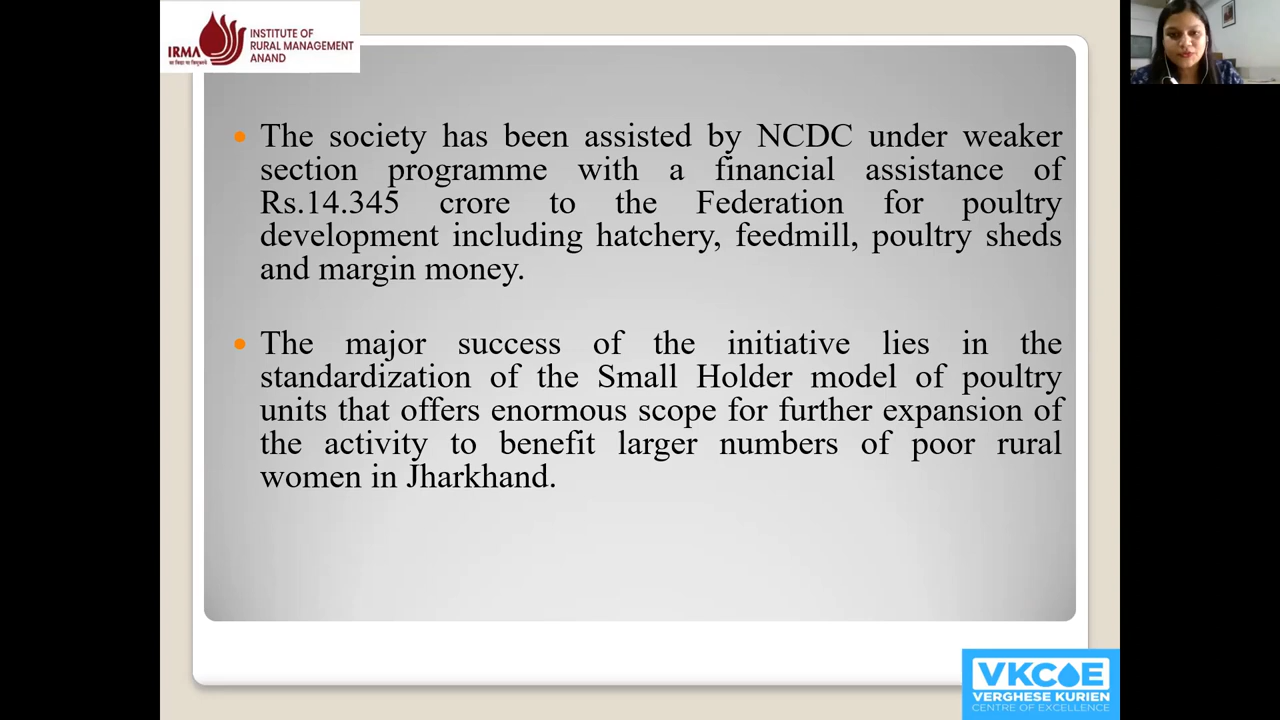 IRMA
INSTITUTE OF
RURAL MANAGEMENT
ANAND
The society has been assisted by NCDC under weaker
section programme with a financial assistance of
Rs.14.345 crore to the Federation for poultry
development including hatchery, feedmill, poultry sheds
and margin money.
The major success of the initiative lies in the
standardization of the Small Holder model of poultry
units that offers enormous scope for further expansion of
the activity to benefit larger numbers of poor rural
women in Jharkhand.
VKCOE
VERGHESE KURIEN
CENTRE OF EXCELLENCE